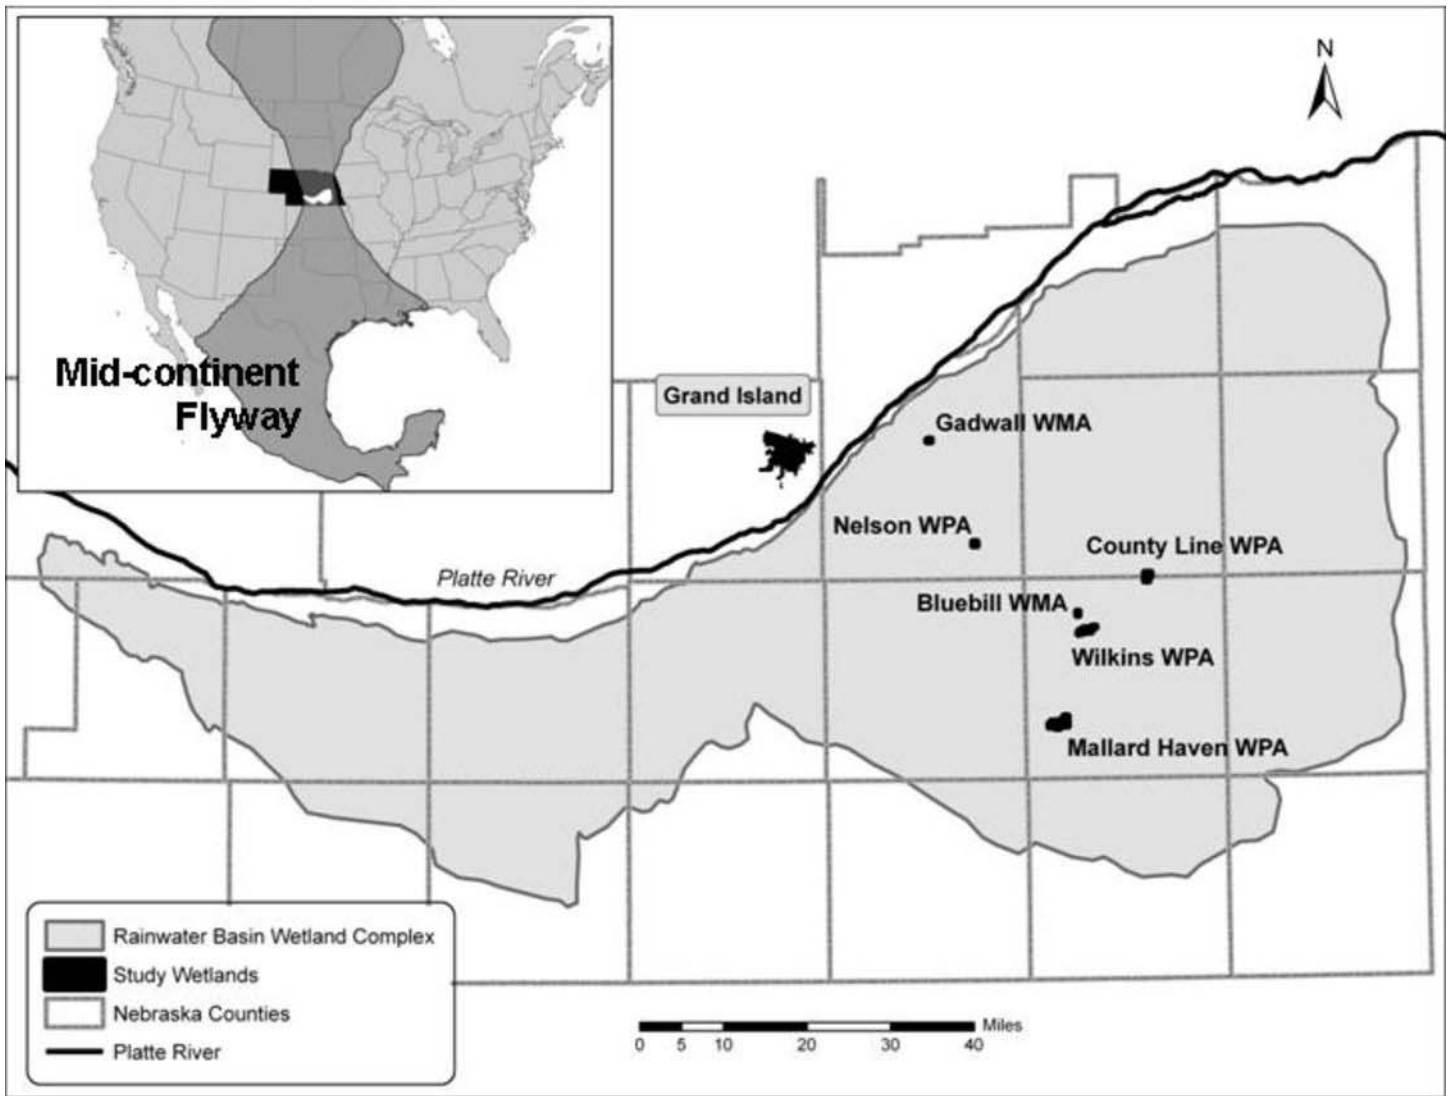 Mid-continent
Flyway
N
Grand Island
Gadwall WMA
Nelson WPA
County Line WPA
Platte River
Bluebill WMA
Wilkins WPA
Mallard Haven WPA
Rainwater Basin Wetland Complex
Study Wetlands
Nebraska Counties
Platte River
Miles
0 5 10 20 30 40